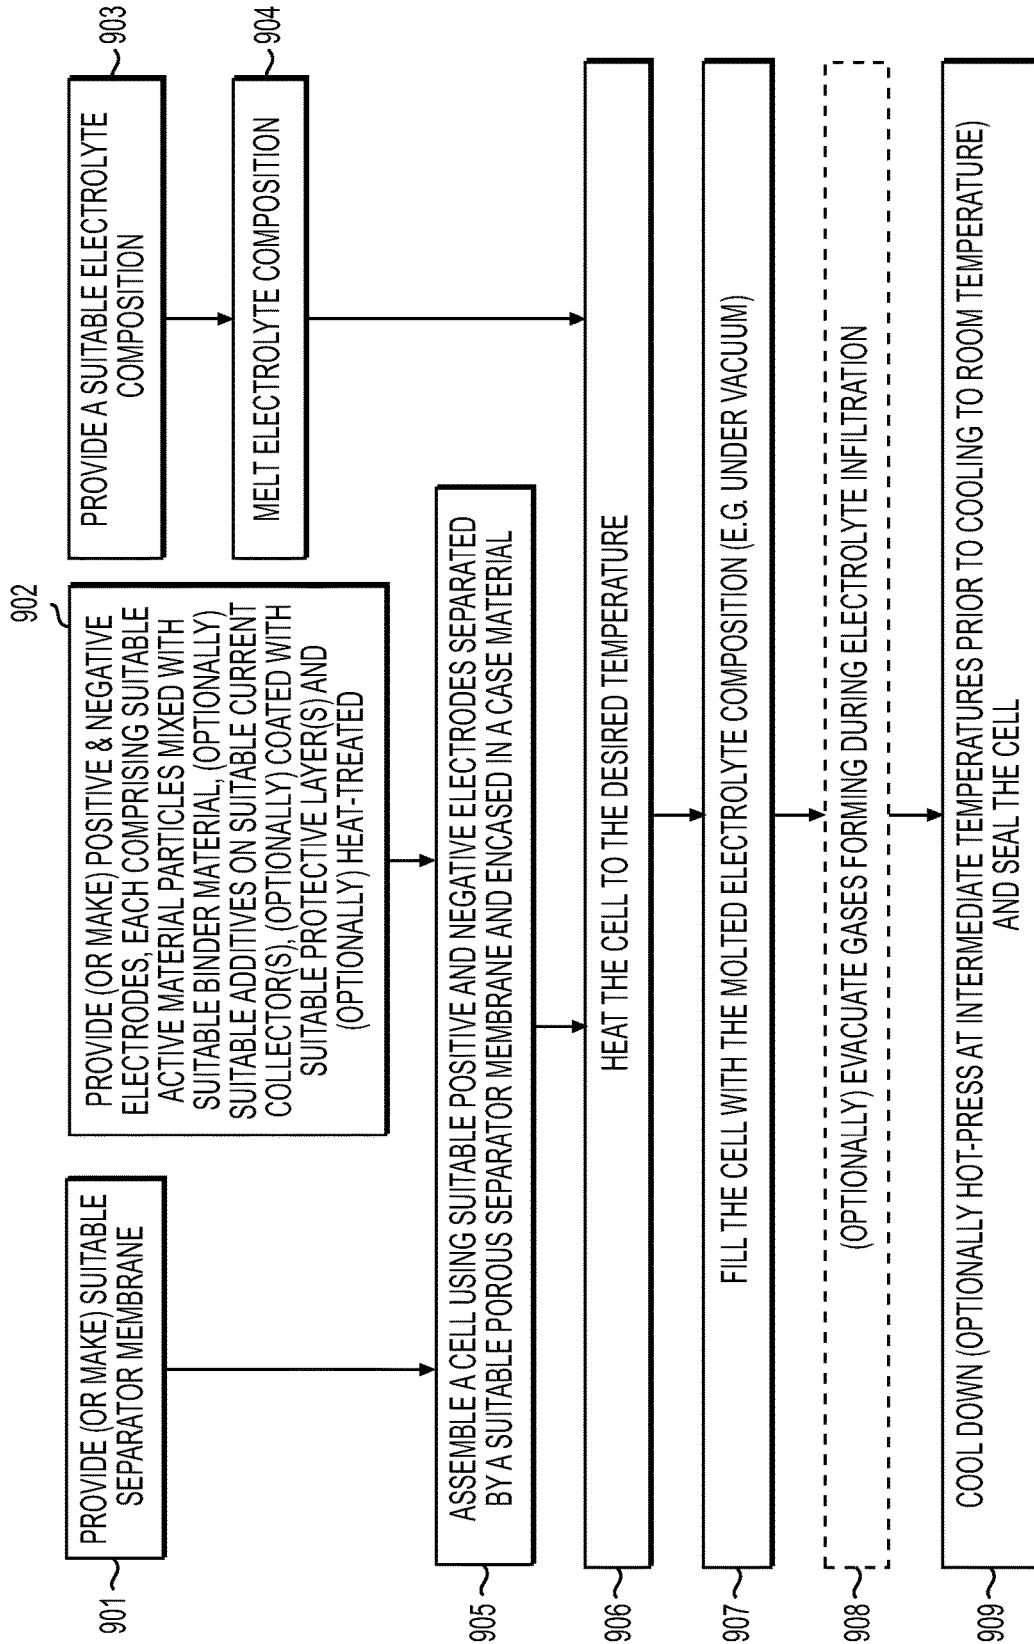 901
PROVIDE (OR MAKE) SUITABLE
SEPARATOR MEMBRANE
902
PROVIDE (OR MAKE) POSITIVE & NEGATIVE
ELECTRODES, EACH COMPRISING SUITABLE
ACTIVE MATERIAL PARTICLES MIXED WITH
SUITABLE BINDER MATERIAL, (OPTIONALLY)
SUITABLE ADDITIVES ON SUITABLE CURRENT
COLLECTOR(S), (OPTIONALLY) COATED WITH
SUITABLE PROTECTIVE LAYER(S) AND
(OPTIONALLY) HEAT-TREATED
903
PROVIDE A SUITABLE ELECTROLYTE
COMPOSITION
904
MELT ELECTROLYTE COMPOSITION
905
ASSEMBLE A CELL USING SUITABLE POSITIVE AND NEGATIVE ELECTRODES SEPARATED
BY A SUITABLE POROUS SEPARATOR MEMBRANE AND ENCASED IN A CASE MATERIAL
906
HEAT THE CELL TO THE DESIRED TEMPERATURE
907
FILL THE CELL WITH THE MOLTED ELECTROLYTE COMPOSITION (E.G. UNDER VACUUM)
908
(OPTIONALLY) EVACUATE GASES FORMING DURING ELECTROLYTE INFILTRATION
909
COOL DOWN (OPTIONALLY HOT-PRESS AT INTERMEDIATE TEMPERATURES PRIOR TO COOLING TO ROOM TEMPERATURE)
AND SEAL THE CELL